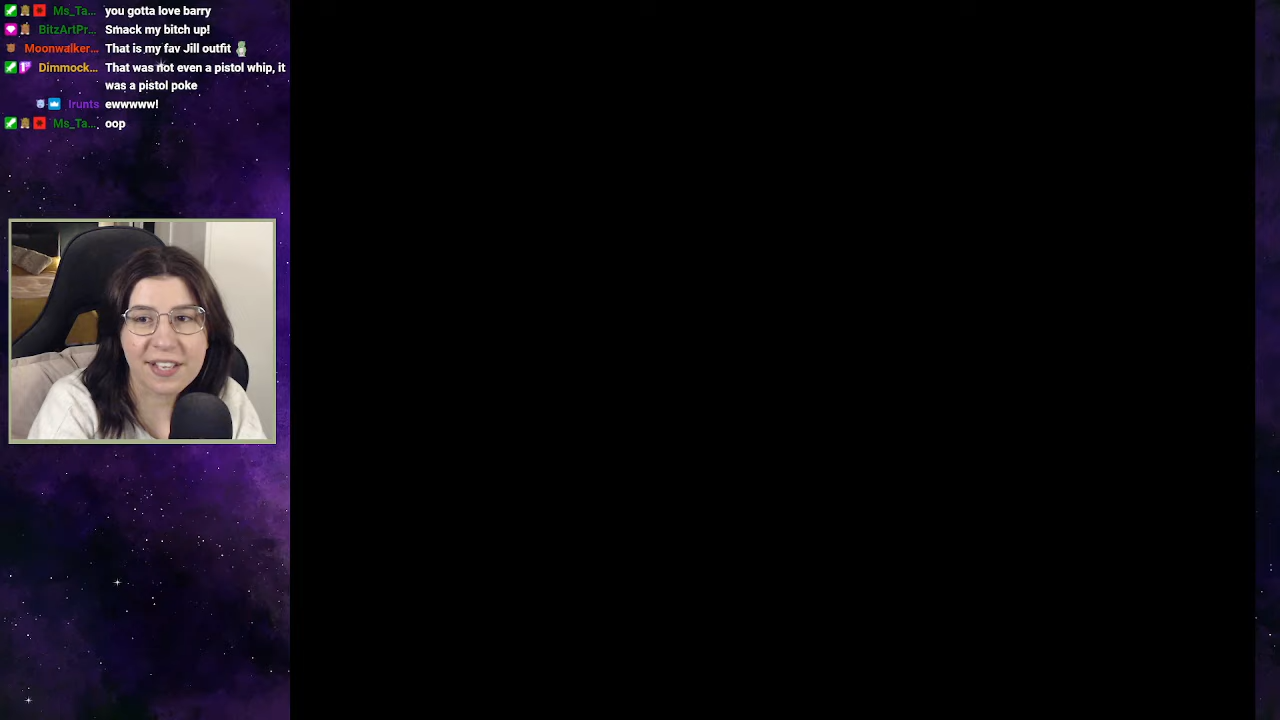 Ms_Ta... you gotta love barry
BitzArtPr... Smack my bitch up!
Moonwalker... That is my fav Jill outfit
Dimmock... That was not even a pistol whip, it
was a pistol poke
Irunts ewwwww!
Ms_Ta... oop